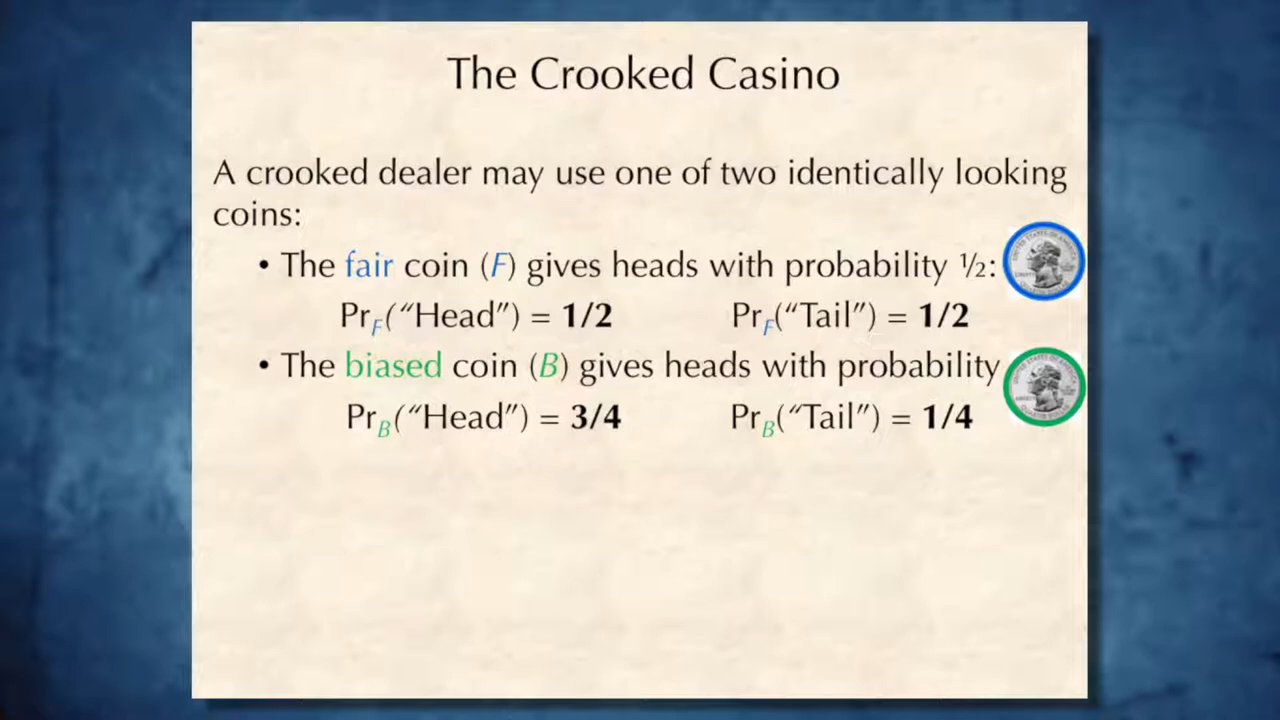 The Crooked Casino
A crooked dealer may use one of two identically looking
coins:
• The fair coin (F) gives heads with probability ½:
Pr_F(“Head”) = 1/2 Pr_F(“Tail”) = 1/2
• The biased coin (B) gives heads with probability
Pr_B(“Head”) = 3/4 Pr_B(“Tail”) = 1/4